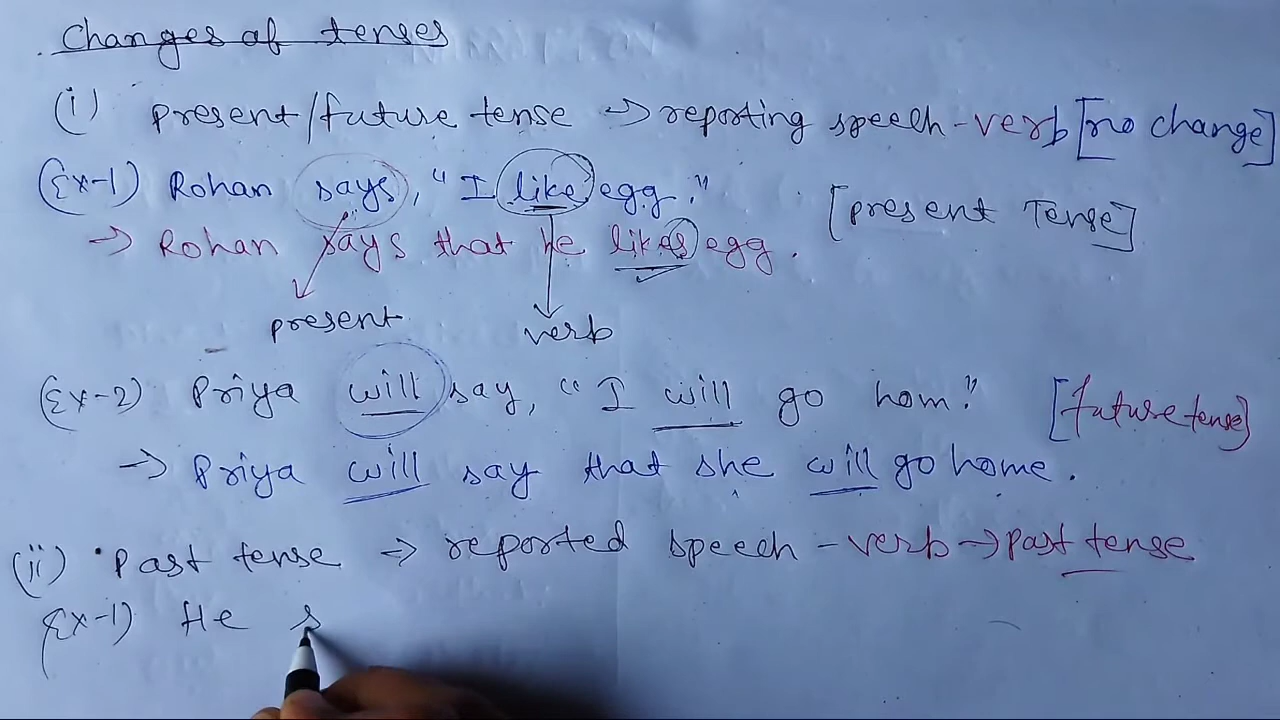 Changes of tenses
(i) present/future tense → reporting speech - verb [no change]
(Ex-1) Rohan says, "I like egg." [present Tense]
→ Rohan says that he likes egg.
present verb
(Ex-2) Priya will say, "I will go hom." [future tense]
→ Priya will say that she will go home.
(ii) Past tense → reported speech - verb → past tense
(Ex-1) He s